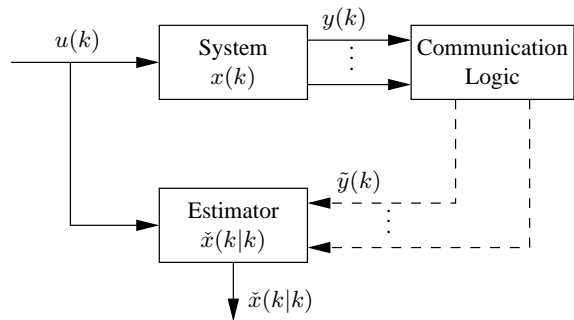 u(k)
System
x(k)
y(k)
⋮
Communication
Logic
ỹ(k)
⋮
Estimator
x̌(k|k)
x̌(k|k)